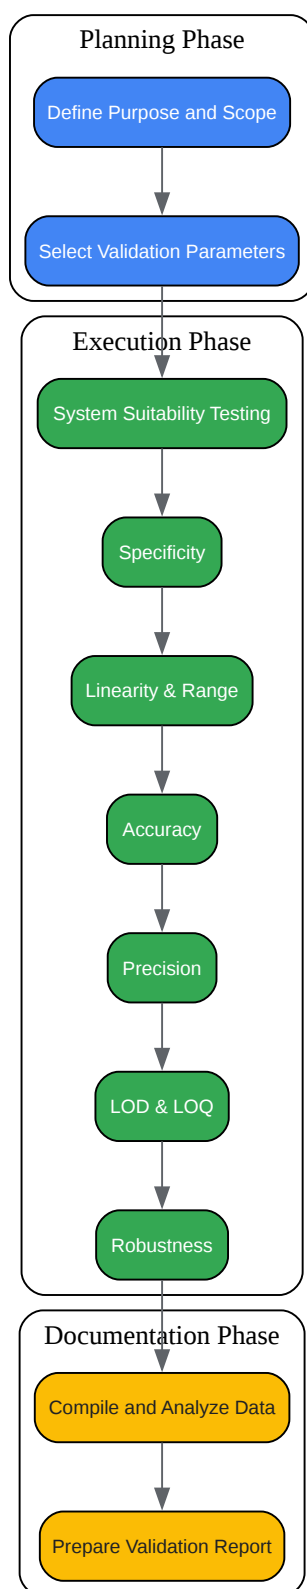 Planning Phase
Define Purpose and Scope
Select Validation Parameters
Execution Phase
System Suitability Testing
Specificity
Linearity & Range
Accuracy
Precision
LOD & LOQ
Robustness
Documentation Phase
Compile and Analyze Data
Prepare Validation Report